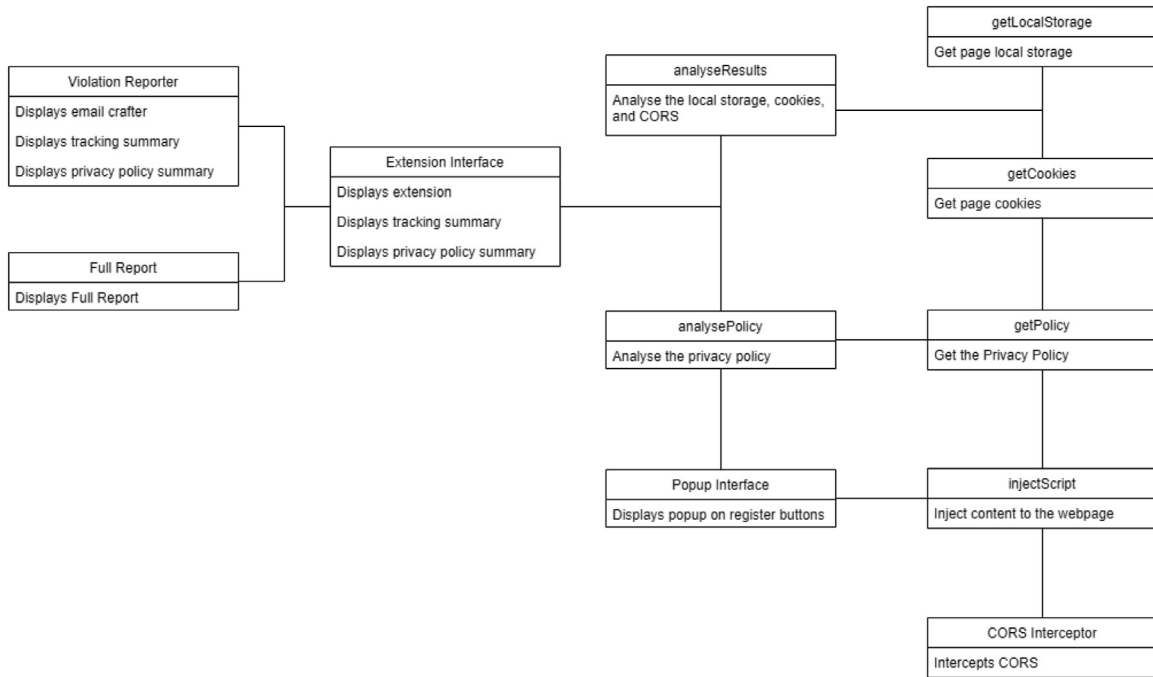 Violation Reporter
Displays email crafter
Displays tracking summary
Displays privacy policy summary
Full Report
Displays Full Report
Extension Interface
Displays extension
Displays tracking summary
Displays privacy policy summary
analyseResults
Analyse the local storage, cookies,
and CORS
analysePolicy
Analyse the privacy policy
Popup Interface
Displays popup on register buttons
getLocalStorage
Get page local storage
getCookies
Get page cookies
getPolicy
Get the Privacy Policy
injectScript
Inject content to the webpage
CORS Interceptor
Intercepts CORS